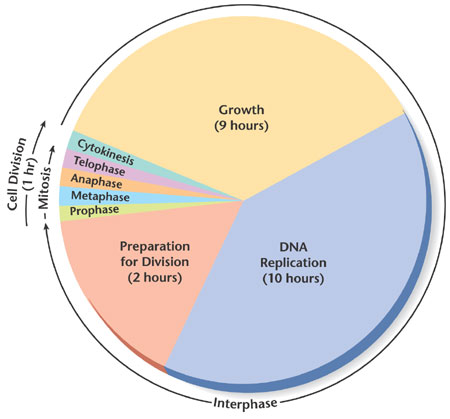 Growth
(9 hours)
Cytokinesis
Telophase
Anaphase
Metaphase
Prophase
Cell Division
(1 hr)
Mitosis
Preparation
for Division
(2 hours)
DNA
Replication
(10 hours)
Interphase